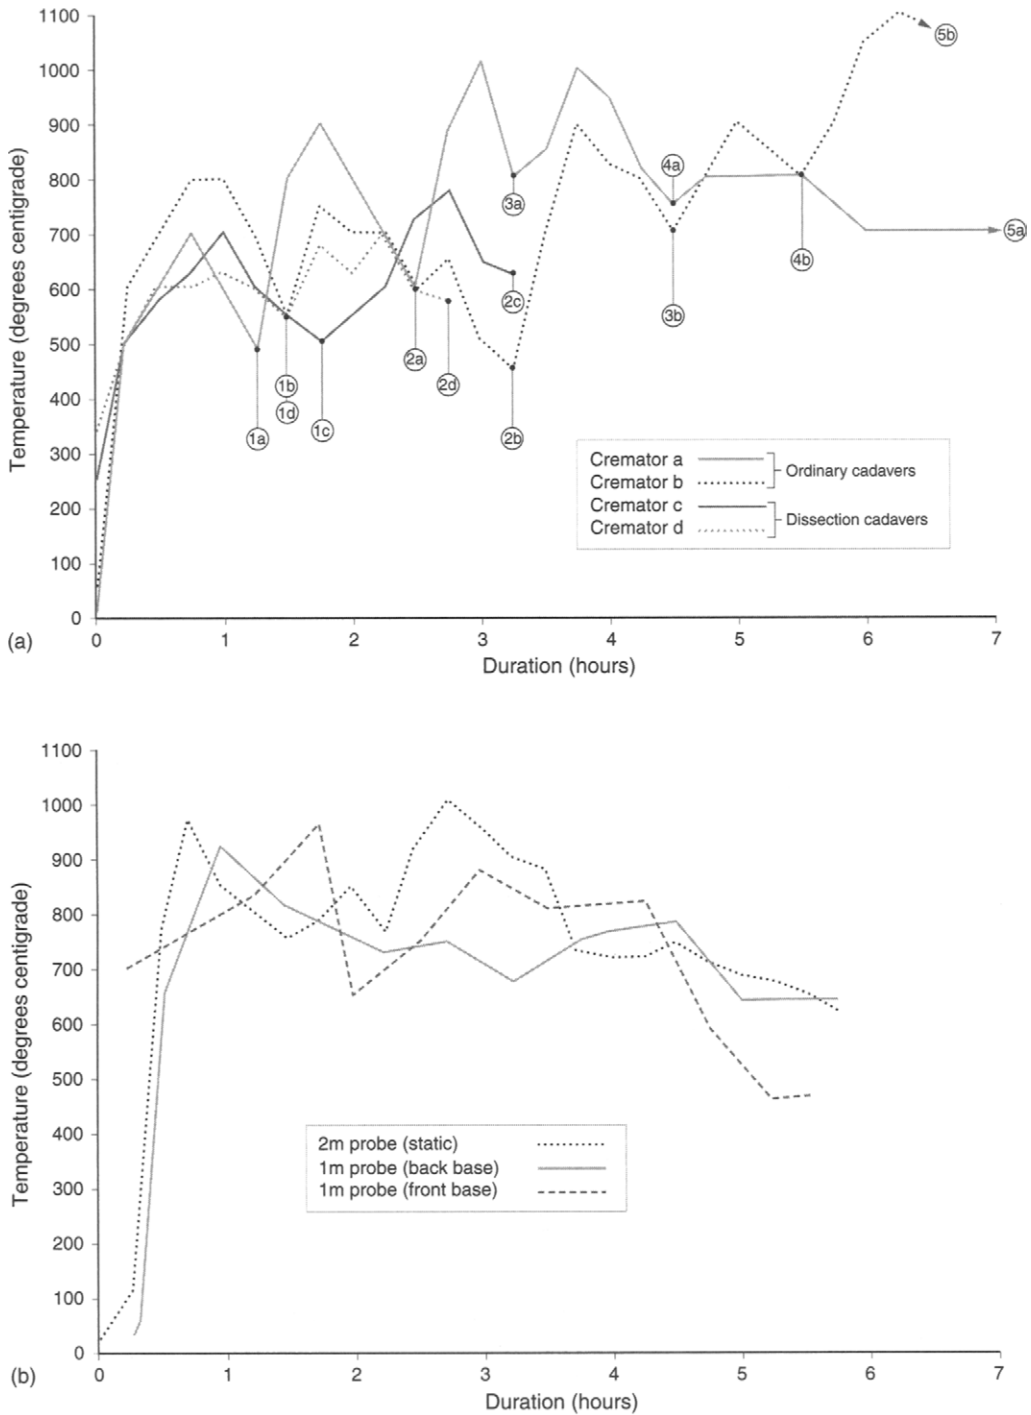 1100
1000
900
800
700
600
500
400
300
200
100
0
Temperature (degrees centigrade)
5b
4a
3a
5a
4b
2c
3b
2a
1b
2d
1d
1c
1a
2b
Cremator a
Cremator b
Ordinary cadavers
Cremator c
Cremator d
Dissection cadavers
(a)
0 1 2 3 4 5 6 7
Duration (hours)
1100
1000
900
800
700
600
500
400
300
200
100
0
Temperature (degrees centigrade)
2m probe (static)
1m probe (back base)
1m probe (front base)
(b)
0 1 2 3 4 5 6 7
Duration (hours)